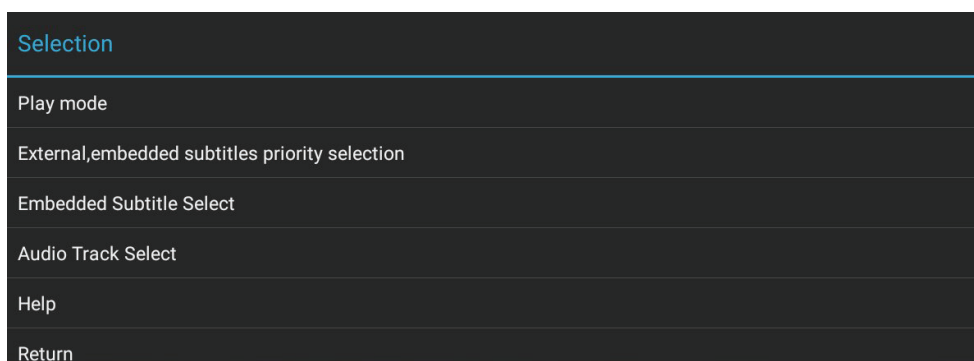 Selection
Play mode
External,embedded subtitles priority selection
Embedded Subtitle Select
Audio Track Select
Help
Return